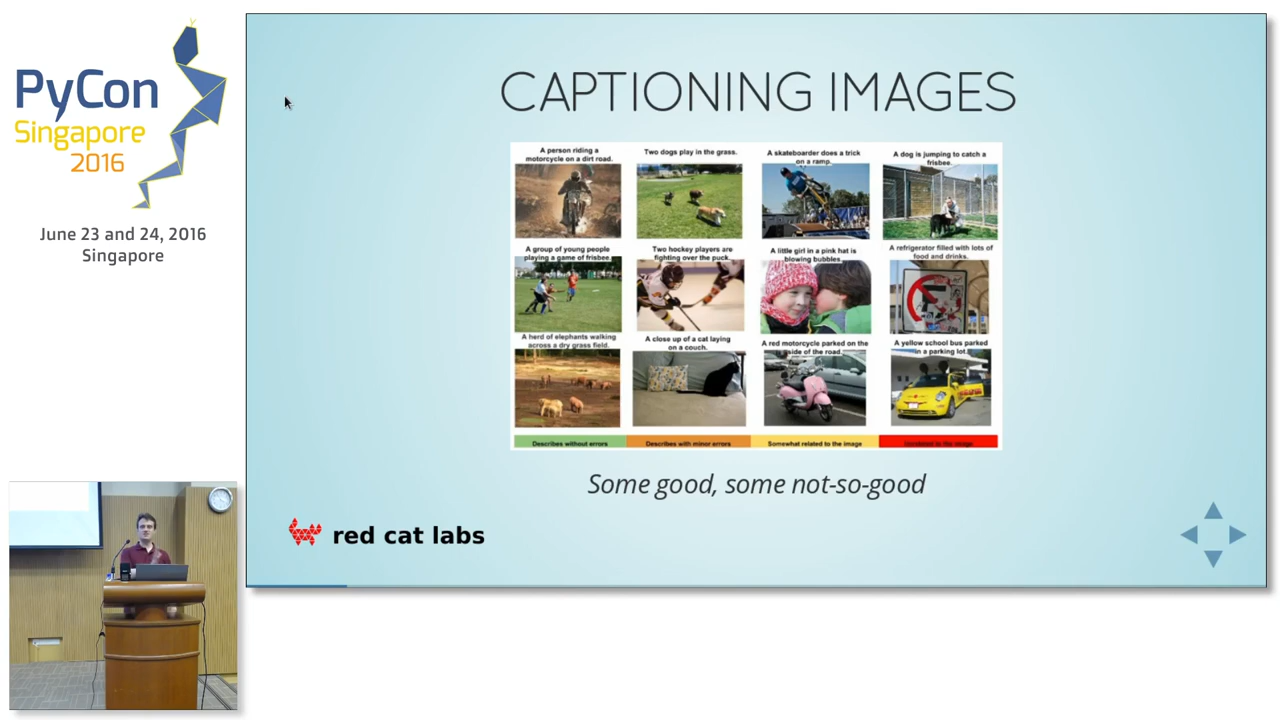 PyCon
Singapore
2016
June 23 and 24, 2016
Singapore
CAPTIONING IMAGES
A person riding a
motorcycle on a dirt road.
Two dogs play in the grass.
A skateboarder does a trick
on a ramp.
A dog is jumping to catch a
frisbee.
A group of young people
playing a game of frisbee.
Two hockey players are
fighting over the puck.
A little girl in a pink hat is
blowing bubbles.
A refrigerator filled with lots of
food and drinks.
A herd of elephants walking
across a dry grass field.
A close up of a cat laying
on a couch.
A red motorcycle parked on the
side of the road.
A yellow school bus parked
in a parking lot.
Describes without errors
Describes with minor errors
Somewhat related to the image
Unrelated to the image
Some good, some not-so-good
red cat labs